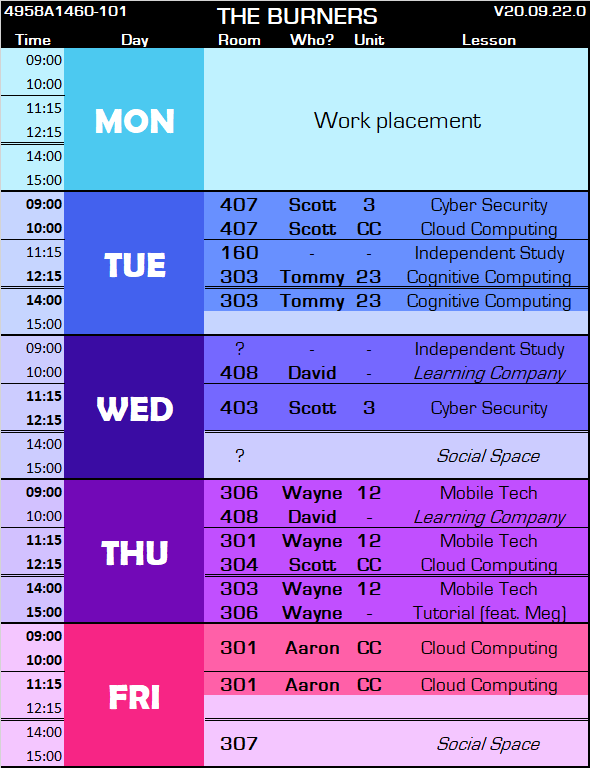 4958A1460-101 THE BURNERS V20.09.22.0
Time Day Room Who? Unit Lesson
09:00
10:00
11:15
MON Work placement
12:15
14:00
15:00
09:00 407 Scott 3 Cyber Security
10:00 407 Scott CC Cloud Computing
11:15 160 - - Independent Study
TUE
12:15 303 Tommy 23 Cognitive Computing
14:00 303 Tommy 23 Cognitive Computing
15:00
09:00 ? - - Independent Study
10:00 408 David - Learning Company
11:15
WED 403 Scott 3 Cyber Security
12:15
14:00
? Social Space
15:00
09:00 306 Wayne 12 Mobile Tech
10:00 408 David - Learning Company
11:15 301 Wayne 12 Mobile Tech
THU
12:15 304 Scott CC Cloud Computing
14:00 303 Wayne 12 Mobile Tech
15:00 306 Wayne - Tutorial (feat. Meg)
09:00
301 Aaron CC Cloud Computing
10:00
11:15 301 Aaron CC Cloud Computing
FRI
12:15
14:00
307 Social Space
15:00